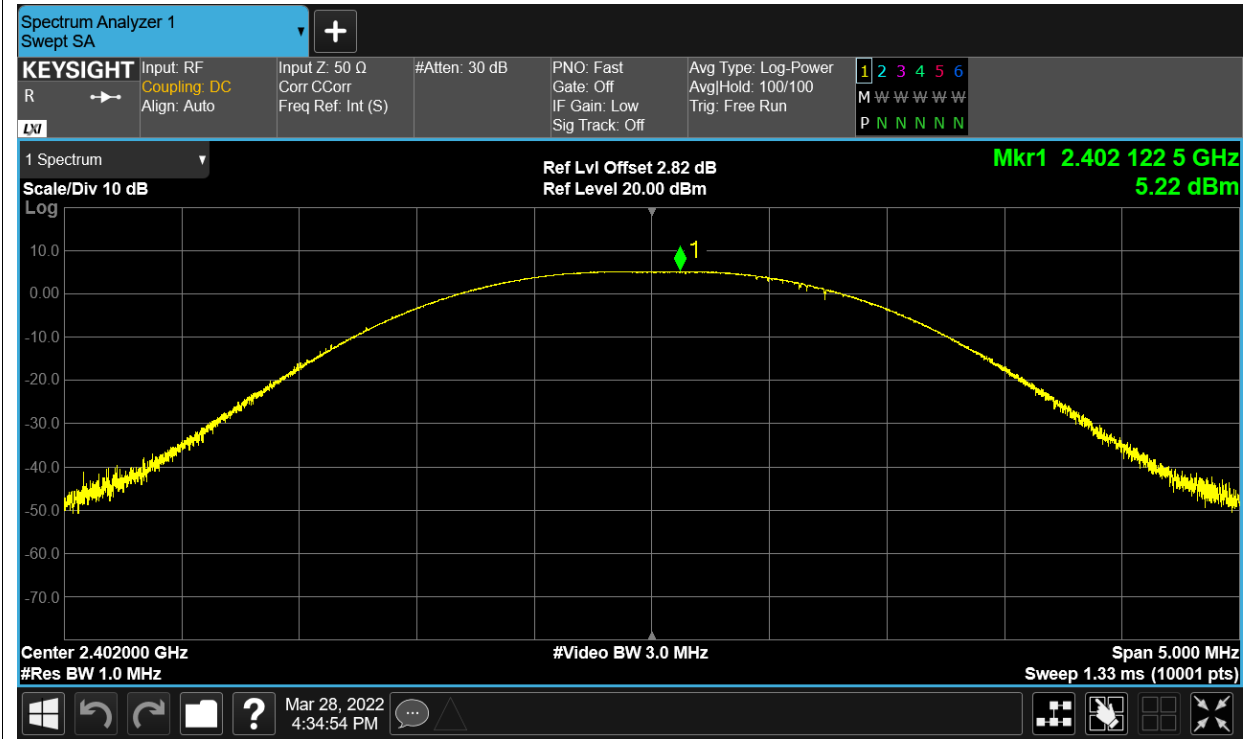 Spectrum Analyzer 1
Swept SA
+
KEYSIGHT
R
LXI
Input: RF
Coupling: DC
Align: Auto
Input Z: 50 Ω
Corr CCorr
Freq Ref: Int (S)
#Atten: 30 dB
PNO: Fast
Gate: Off
IF Gain: Low
Sig Track: Off
Avg Type: Log-Power
Avg|Hold: 100/100
Trig: Free Run
1 2 3 4 5 6
M W W W W W
P N N N N N
1 Spectrum
Scale/Div 10 dB
Log
Ref Lvl Offset 2.82 dB
Ref Level 20.00 dBm
Mkr1 2.402 122 5 GHz
5.22 dBm
1
10.0
0.00
-10.0
-20.0
-30.0
-40.0
-50.0
-60.0
-70.0
Center 2.402000 GHz
#Res BW 1.0 MHz
#Video BW 3.0 MHz
Span 5.000 MHz
Sweep 1.33 ms (10001 pts)
?
Mar 28, 2022
4:34:54 PM